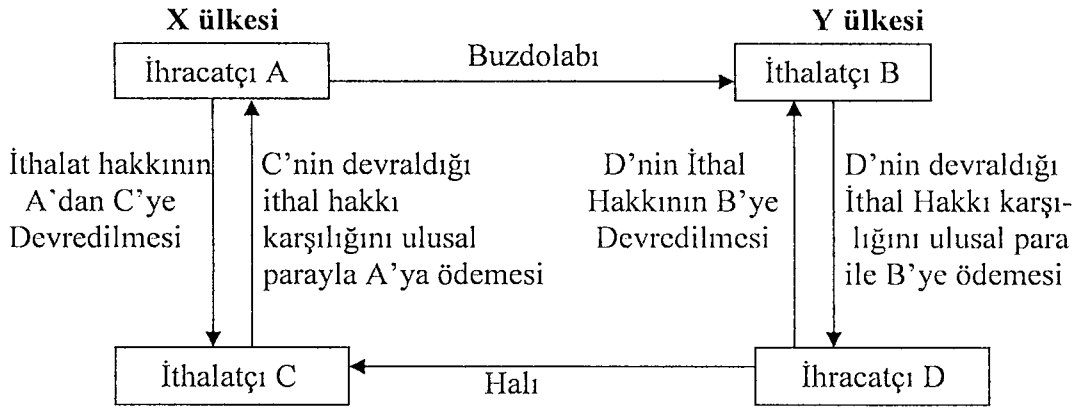 X ülkesi
Y ülkesi
İhracatçı A
Buzdolabı
İthalatçı B
İthalat hakkının
A'dan C'ye
Devredilmesi
C'nin devraldığı
ithal hakkı
karşılığını ulusal
parayla A'ya ödemesi
D'nin İthal
Hakkının B'ye
Devredilmesi
D'nin devraldığı
İthal Hakkı karşı-
lığını ulusal para
ile B'ye ödemesi
İthalatçı C
Halı
İhracatçı D